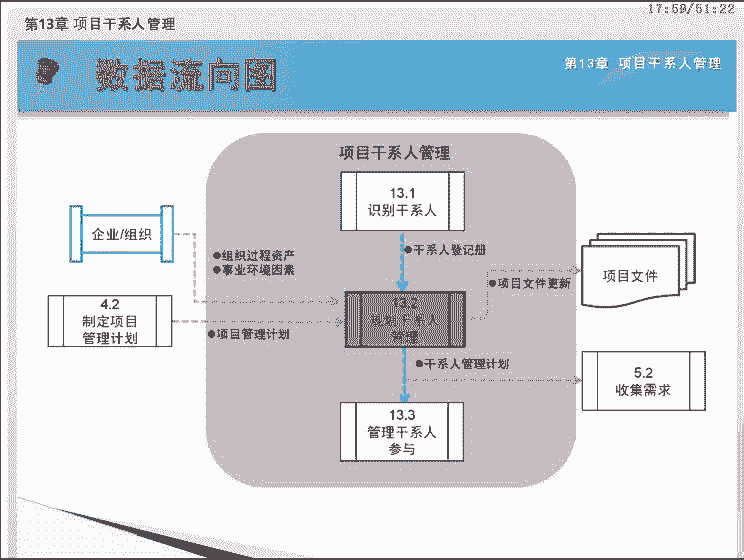 17:59/51:22
第13章 项目干系人管理
数据流向图
第13章 项目干系人管理
项目干系人管理
13.1
识别干系人
企业/组织
●组织过程资产
●事业环境因素
●干系人登记册
●项目文件更新
项目文件
4.2
制定项目
管理计划
●项目管理计划
13.2
规划干系人
管理
●干系人管理计划
5.2
收集需求
13.3
管理干系人
参与